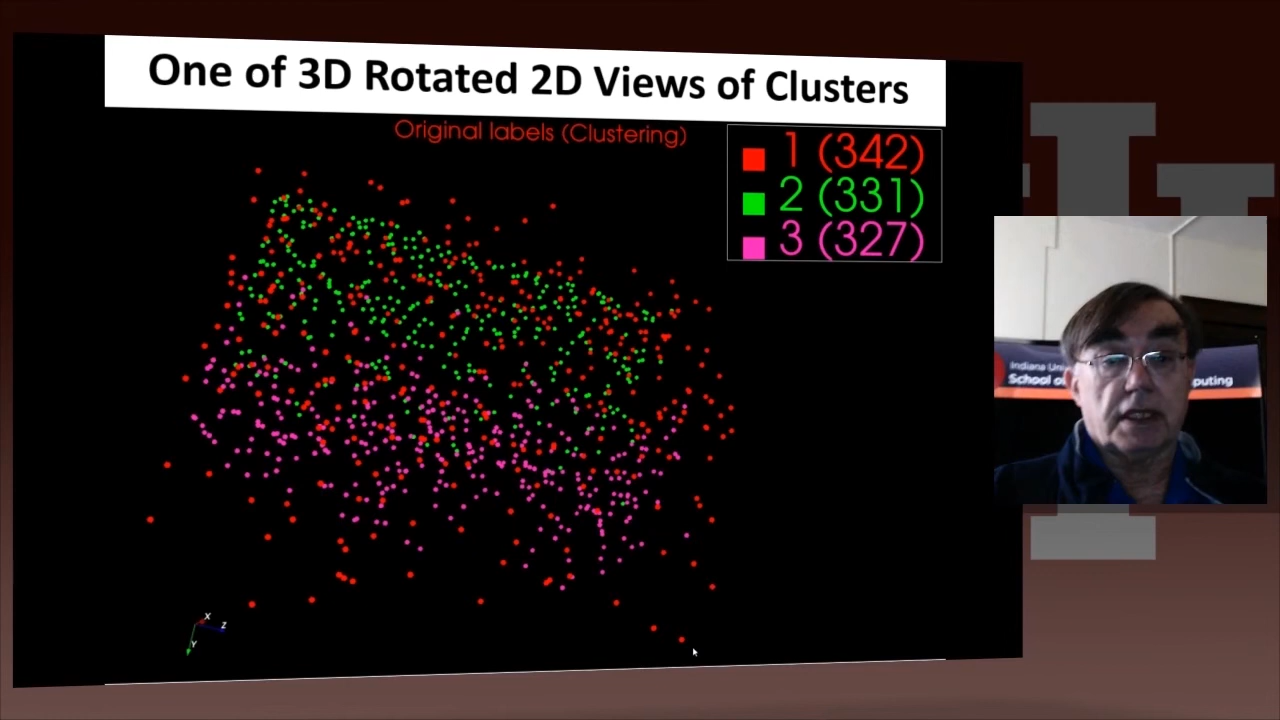 One of 3D Rotated 2D Views of Clusters
Original labels (Clustering)
1 (342)
2 (331)
3 (327)
X
Z
Y
Indiana Uni
School o
puting